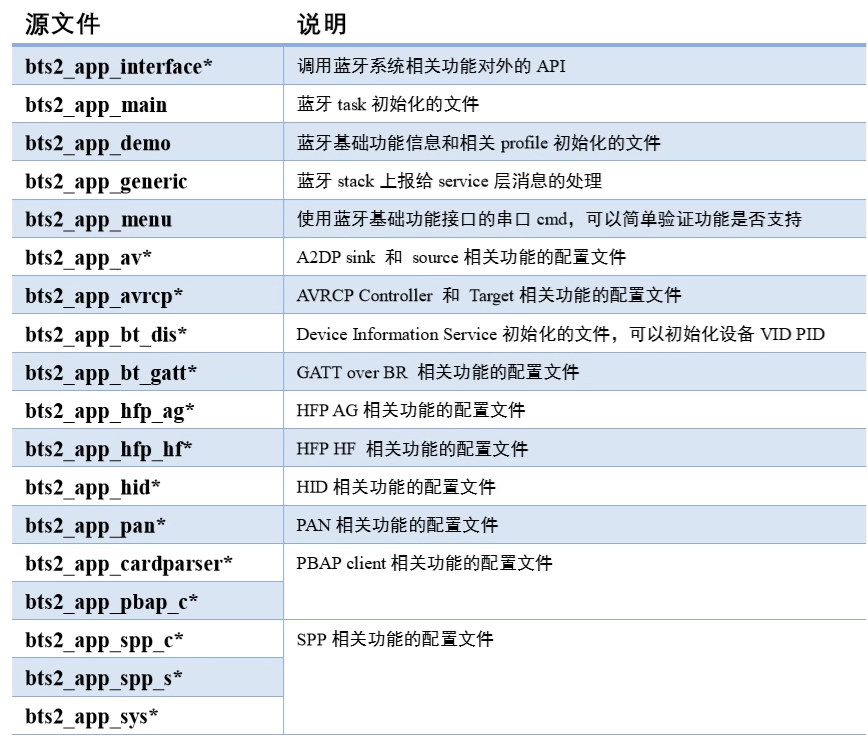 源文件 说明
bts2_app_interface* 调用蓝牙系统相关功能对外的 API
bts2_app_main 蓝牙 task 初始化的文件
bts2_app_demo 蓝牙基础功能信息和相关 profile 初始化的文件
bts2_app_generic 蓝牙 stack 上报给 service 层消息的处理
bts2_app_menu 使用蓝牙基础功能接口的串口 cmd，可以简单验证功能是否支持
bts2_app_av* A2DP sink 和 source 相关功能的配置文件
bts2_app_avrcp* AVRCP Controller 和 Target 相关功能的配置文件
bts2_app_bt_dis* Device Information Service 初始化的文件，可以初始化设备 VID PID
bts2_app_bt_gatt* GATT over BR 相关功能的配置文件
bts2_app_hfp_ag* HFP AG 相关功能的配置文件
bts2_app_hfp_hf* HFP HF 相关功能的配置文件
bts2_app_hid* HID 相关功能的配置文件
bts2_app_pan* PAN 相关功能的配置文件
bts2_app_cardparser* PBAP client 相关功能的配置文件
bts2_app_pbap_c*
bts2_app_spp_c* SPP 相关功能的配置文件
bts2_app_spp_s*
bts2_app_sys*